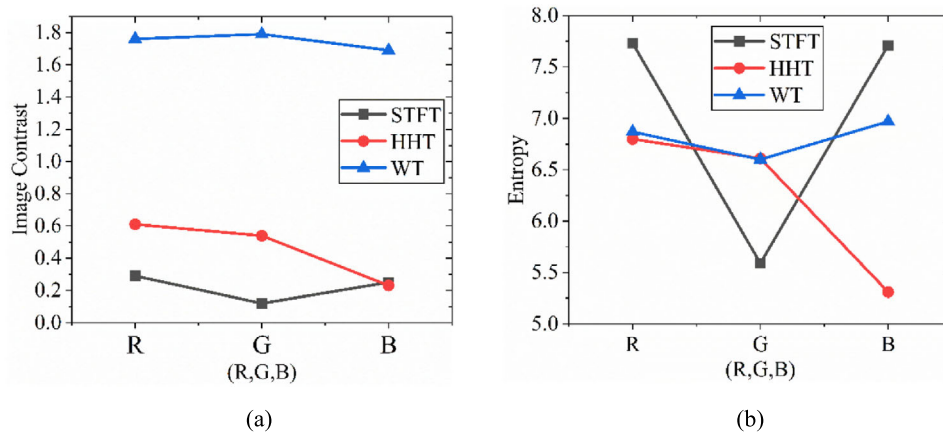 2.0
1.8
1.6
1.4
1.2
1.0
0.8
0.6
0.4
0.2
0.0
Image Contrast
STFT
HHT
WT
R G B
(R,G,B)
(a)
8.0
7.5
7.0
6.5
6.0
5.5
5.0
Entropy
STFT
HHT
WT
R G B
(R,G,B)
(b)